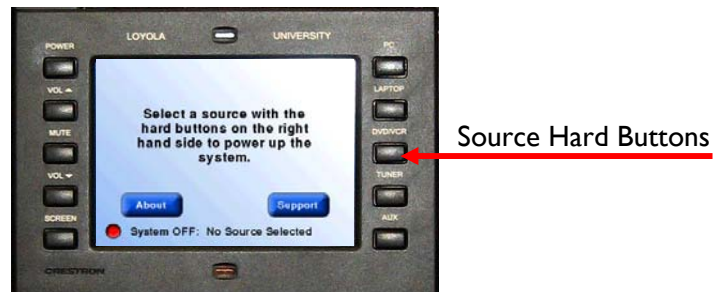 LOYOLA UNIVERSITY
POWER
VOL
MUTE
VOL
SCREEN
Select a source with the
hard buttons on the right
hand side to power up the
system.
About Support
System OFF: No Source Selected
PC
LAPTOP
DVD/VCR
TUNER
AUX
CRESTRON
Source Hard Buttons